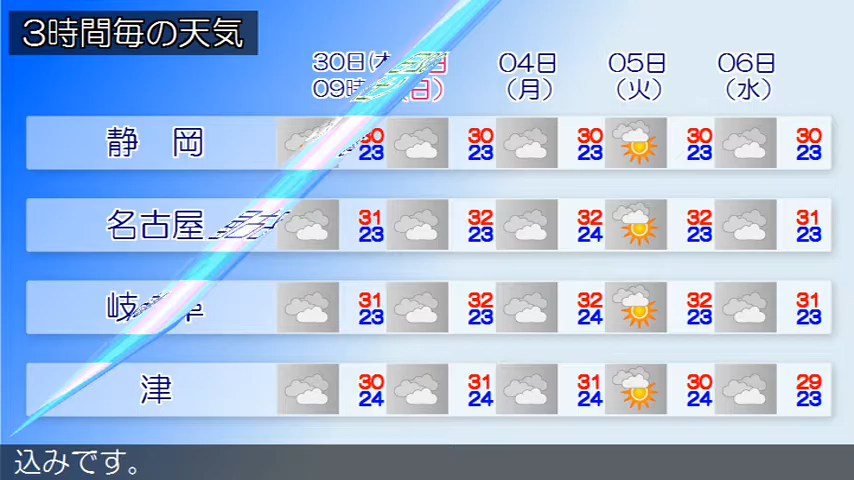 3時間毎の天気
30日 日 04日 05日 06日
09時 (日) (月) (火) (水)
静 岡 30 30 30 30 30
23 23 23 23 23
名古屋 31 32 32 32 31
23 23 24 23 23
岐阜 31 32 32 32 31
23 23 24 23 23
津 30 31 31 30 29
24 24 24 24 23
込みです。